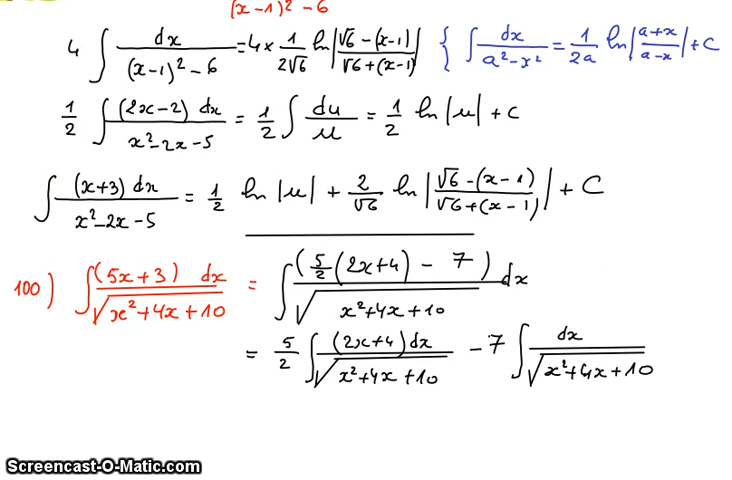 (x-1)² - 6
4 ∫ dx/((x-1)² - 6) = 4 × 1/(2√6) ln|(√6 - (x-1))/(√6 + (x-1))| { ∫ dx/(a² - x²) = 1/(2a) ln|(a+x)/(a-x)| + C
1/2 ∫ (2x-2) dx/(x² - 2x - 5) = 1/2 ∫ du/u = 1/2 ln|u| + C
∫ (x+3) dx/(x² - 2x - 5) = 1/2 ln|u| + 2/√6 ln|(√6 - (x-1))/(√6 + (x-1))| + C
100) ∫ (5x+3) dx/√(x² + 4x + 10) = ∫ (5/2 (2x+4) - 7)/√(x² + 4x + 10) dx
= 5/2 ∫ (2x+4) dx/√(x² + 4x + 10) - 7 ∫ dx/√(x² + 4x + 10)
Screencast-O-Matic.com